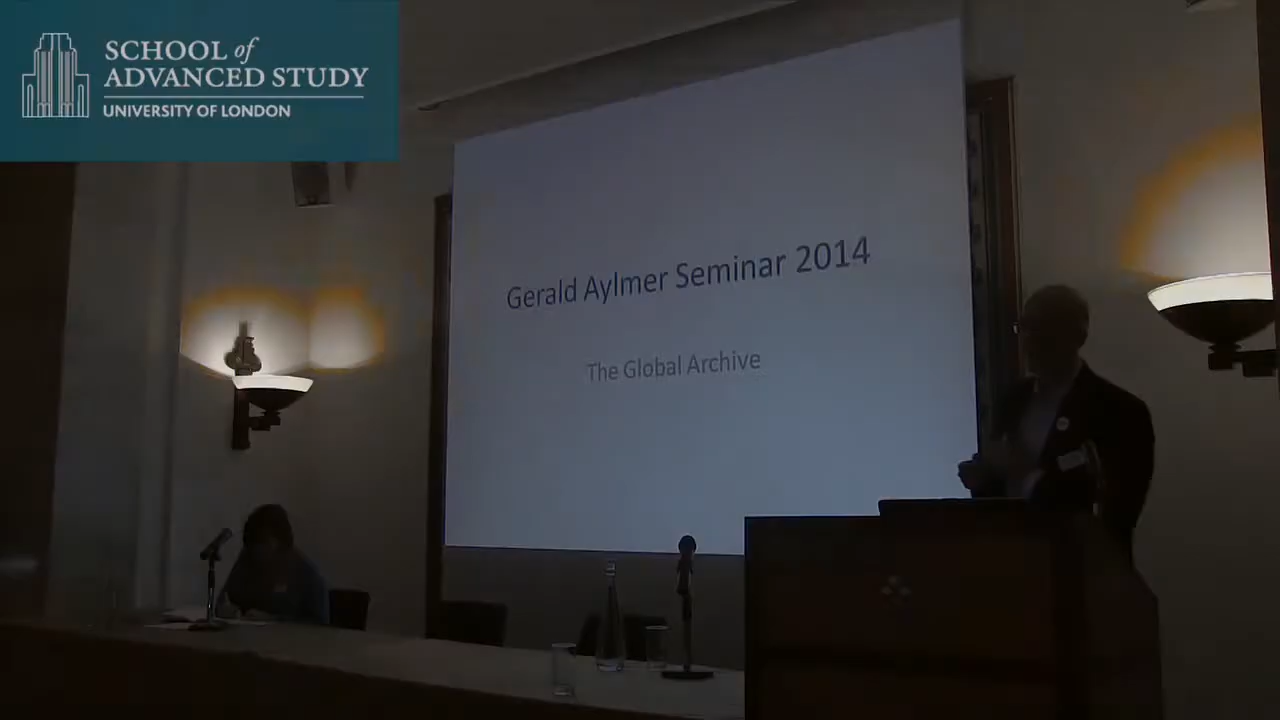 SCHOOL of
ADVANCED STUDY
UNIVERSITY OF LONDON
Gerald Aylmer Seminar 2014
The Global Archive